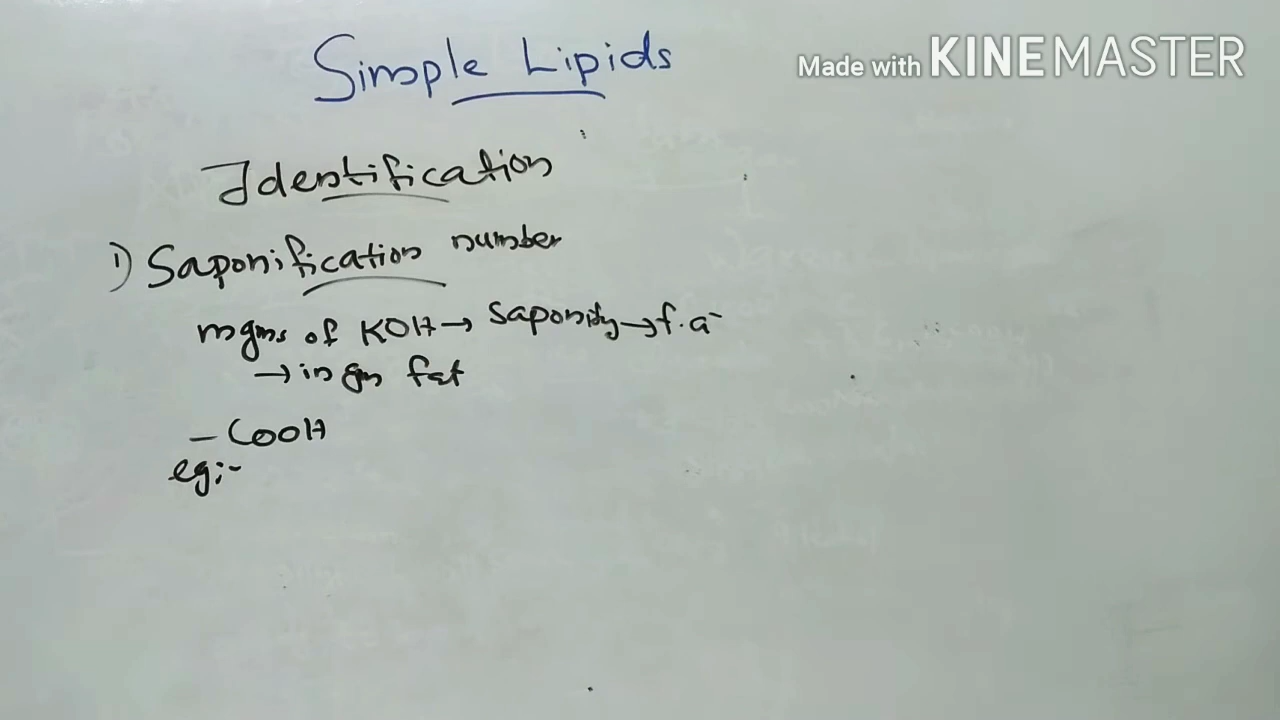 Simple Lipids
Made with KINEMASTER
Identification
1) Saponification number
mgms of KOH → saponify → f.a
→ in gm fat
- COOH
eg:-